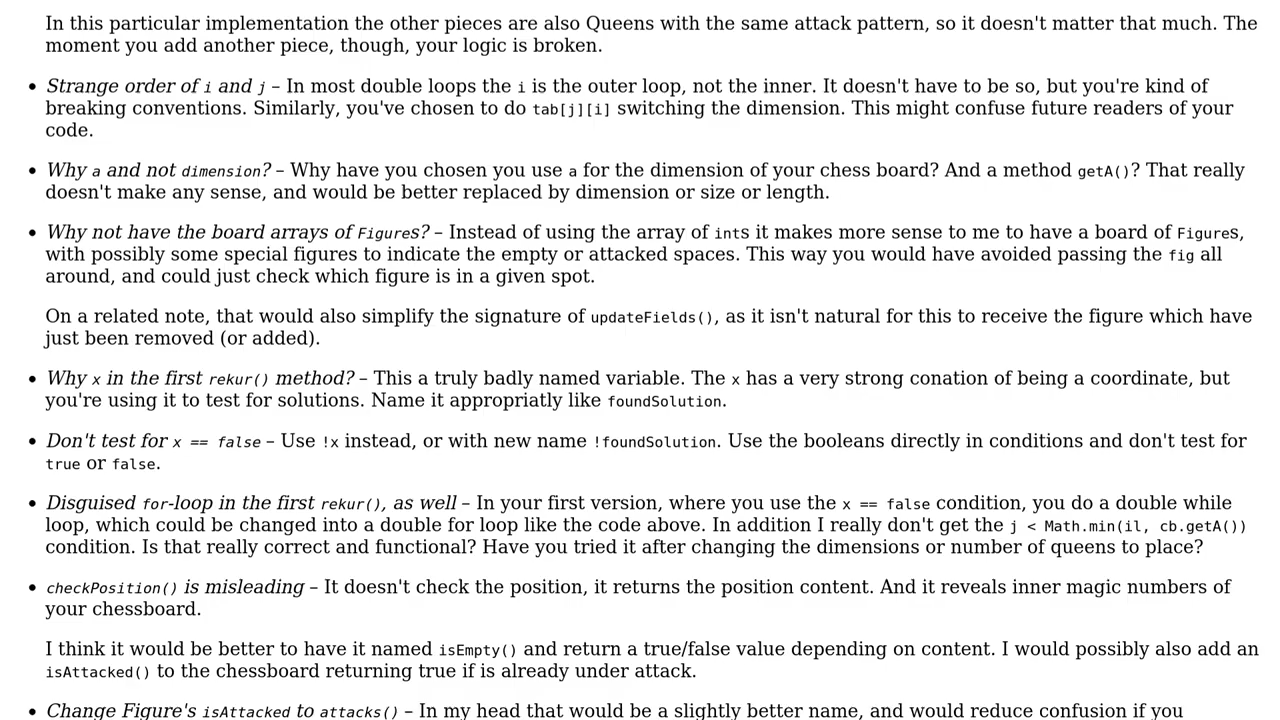 In this particular implementation the other pieces are also Queens with the same attack pattern, so it doesn't matter that much. The
moment you add another piece, though, your logic is broken.
• Strange order of i and j – In most double loops the i is the outer loop, not the inner. It doesn't have to be so, but you're kind of
breaking conventions. Similarly, you've chosen to do tab[j][i] switching the dimension. This might confuse future readers of your
code.
• Why a and not dimension? – Why have you chosen you use a for the dimension of your chess board? And a method getA()? That really
doesn't make any sense, and would be better replaced by dimension or size or length.
• Why not have the board arrays of Figures? – Instead of using the array of ints it makes more sense to me to have a board of Figures,
with possibly some special figures to indicate the empty or attacked spaces. This way you would have avoided passing the fig all
around, and could just check which figure is in a given spot.
On a related note, that would also simplify the signature of updateFields(), as it isn't natural for this to receive the figure which have
just been removed (or added).
• Why x in the first rekur() method? – This a truly badly named variable. The x has a very strong conation of being a coordinate, but
you're using it to test for solutions. Name it appropriatly like foundSolution.
• Don't test for x == false – Use !x instead, or with new name !foundSolution. Use the booleans directly in conditions and don't test for
true or false.
• Disguised for-loop in the first rekur(), as well – In your first version, where you use the x == false condition, you do a double while
loop, which could be changed into a double for loop like the code above. In addition I really don't get the j < Math.min(il, cb.getA())
condition. Is that really correct and functional? Have you tried it after changing the dimensions or number of queens to place?
• checkPosition() is misleading – It doesn't check the position, it returns the position content. And it reveals inner magic numbers of
your chessboard.
I think it would be better to have it named isEmpty() and return a true/false value depending on content. I would possibly also add an
isAttacked() to the chessboard returning true if is already under attack.
• Change Figure's isAttacked to attacks() – In my head that would be a slightly better name, and would reduce confusion if you